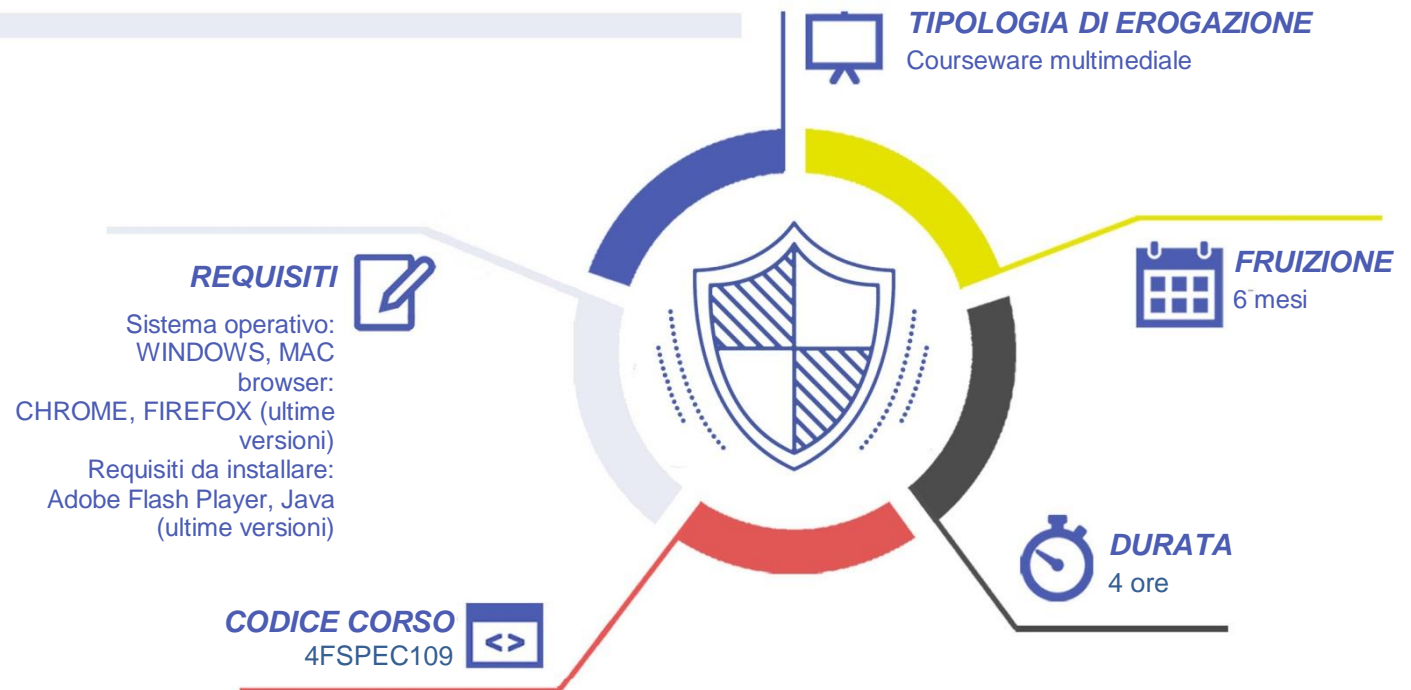 TIPOLOGIA DI EROGAZIONE
Courseware multimediale
REQUISITI
Sistema operativo:
WINDOWS, MAC
browser:
CHROME, FIREFOX (ultime
versioni)
Requisiti da installare:
Adobe Flash Player, Java
(ultime versioni)
FRUIZIONE
6 mesi
DURATA
4 ore
CODICE CORSO
4FSPEC109
<>